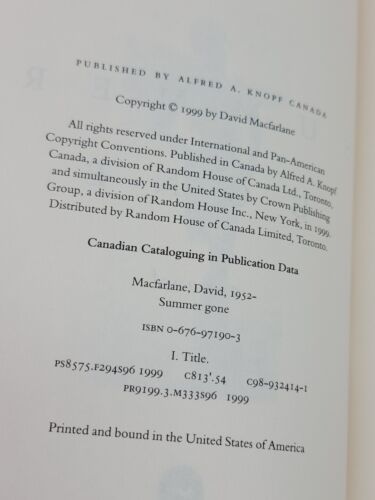 PUBLISHED BY ALFRED A. KNOPF CANADA
Copyright © 1999 by David Macfarlane
All rights reserved under International and Pan-American
Copyright Conventions. Published in Canada by Alfred A. Knopf
Canada, a division of Random House of Canada Ltd., Toronto,
and simultaneously in the United States by Crown Publishing
Group, a division of Random House Inc., New York, in 1999.
Distributed by Random House of Canada Limited, Toronto.
Canadian Cataloguing in Publication Data
Macfarlane, David, 1952-
Summer gone
ISBN 0-676-97190-3
I. Title.
PS8575.F294S96 1999 C813'.54 C98-932414-1
PR9199.3.M333S96 1999
Printed and bound in the United States of America